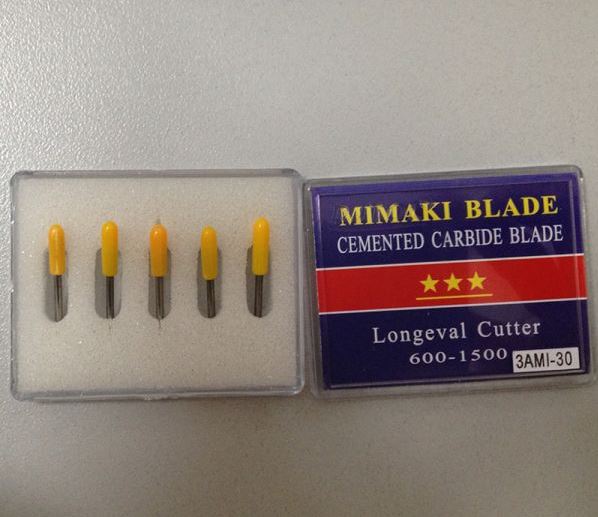 MIMAKI BLADE
CEMENTED CARBIDE BLADE
Longeval Cutter
600-1500
3AMI-30